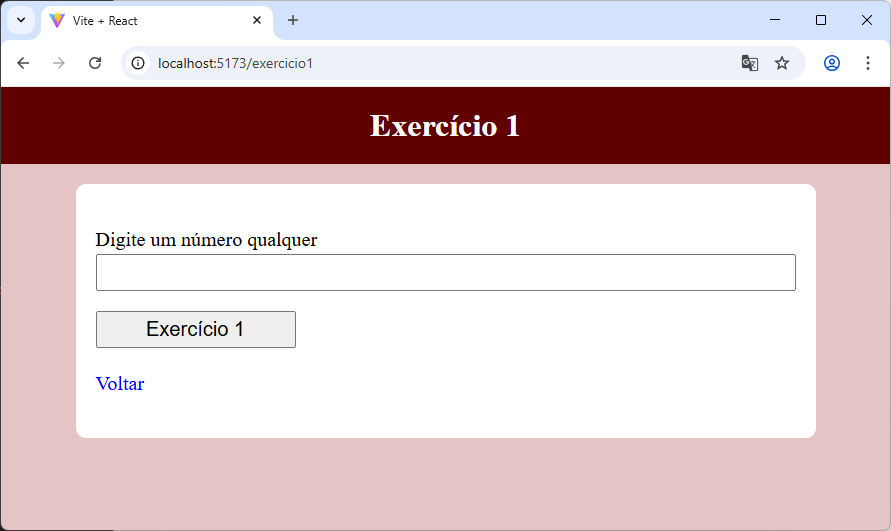 Vite + React
localhost:5173/exercicio1
Exercício 1
Digite um número qualquer
Exercício 1
Voltar